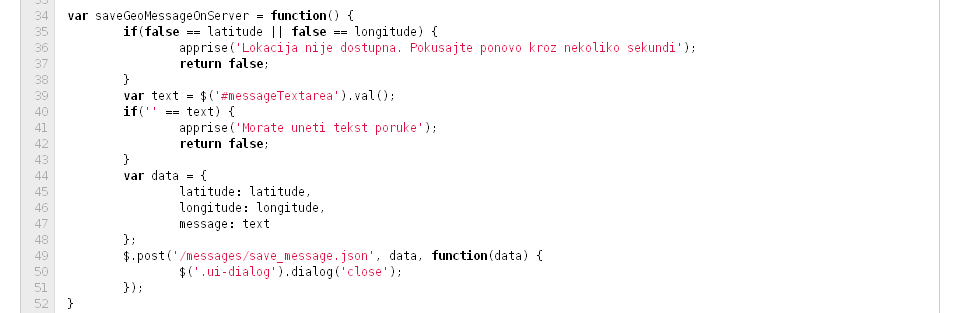 34 var saveGeoMessageOnServer = function() {
35 if(false == latitude || false == longitude) {
36 apprise('Lokacija nije dostupna. Pokusajte ponovo kroz nekoliko sekundi');
37 return false;
38 }
39 var text = $('#messageTextarea').val();
40 if('' == text) {
41 apprise('Morate uneti tekst poruke');
42 return false;
43 }
44 var data = {
45 latitude: latitude,
46 longitude: longitude,
47 message: text
48 };
49 $.post('/messages/save_message.json', data, function(data) {
50 $('.ui-dialog').dialog('close');
51 });
52 }